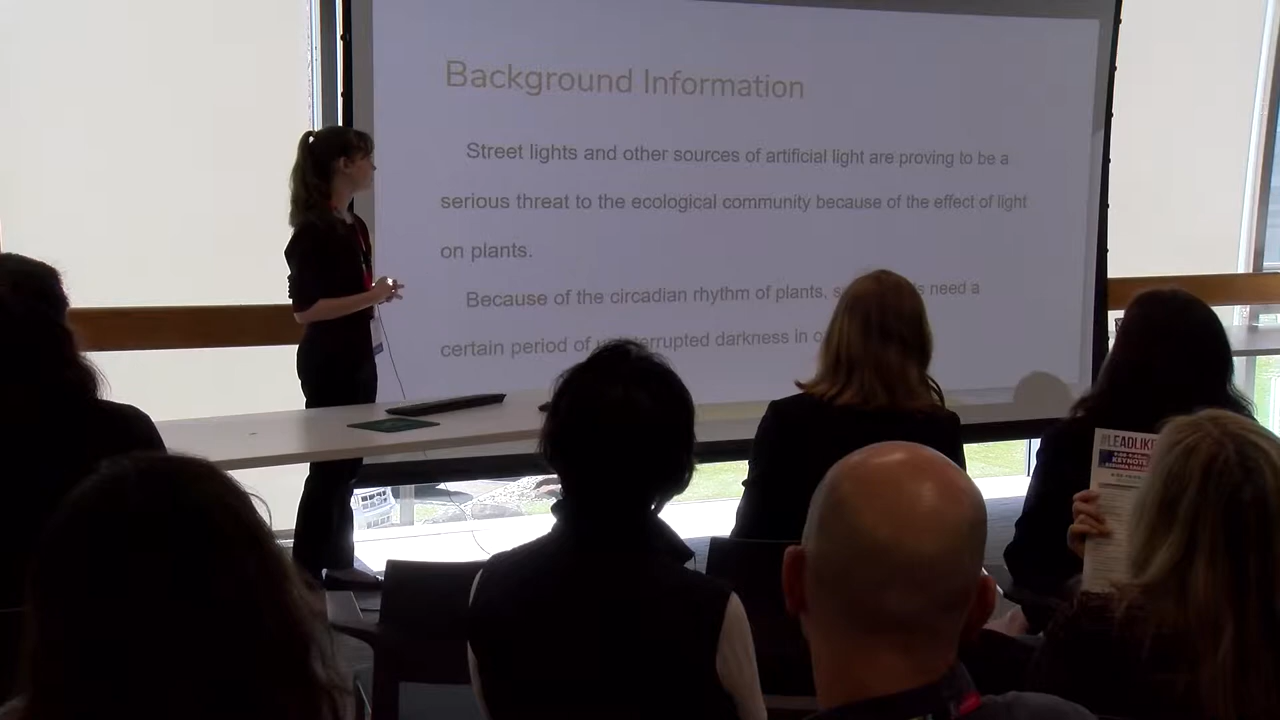 Background Information
Street lights and other sources of artificial light are proving to be a
serious threat to the ecological community because of the effect of light
on plants.
Because of the circadian rhythm of plants, need a
certain period of uninterrupted darkness in
#LEADLIKE
KEYNOTE